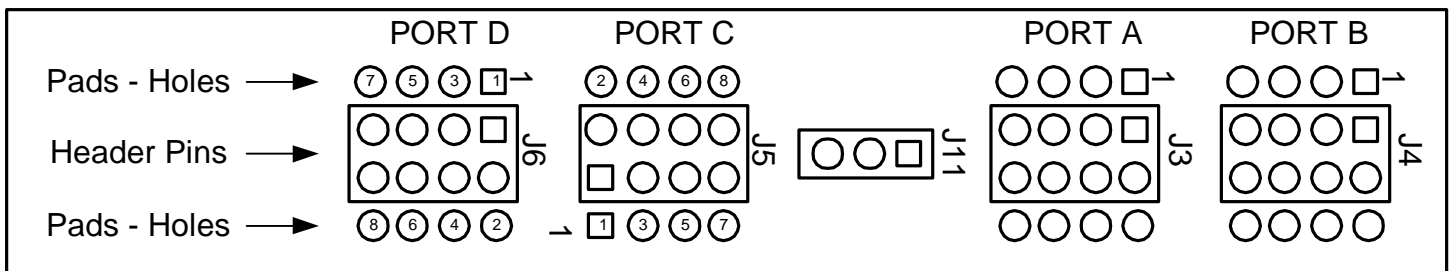 PORT D PORT C PORT A PORT B
Pads - Holes 7 5 3 1 1 2 4 6 8 1 1
Header Pins J6 J5 J11 J3 J4
Pads - Holes 8 6 4 2 1 1 3 5 7